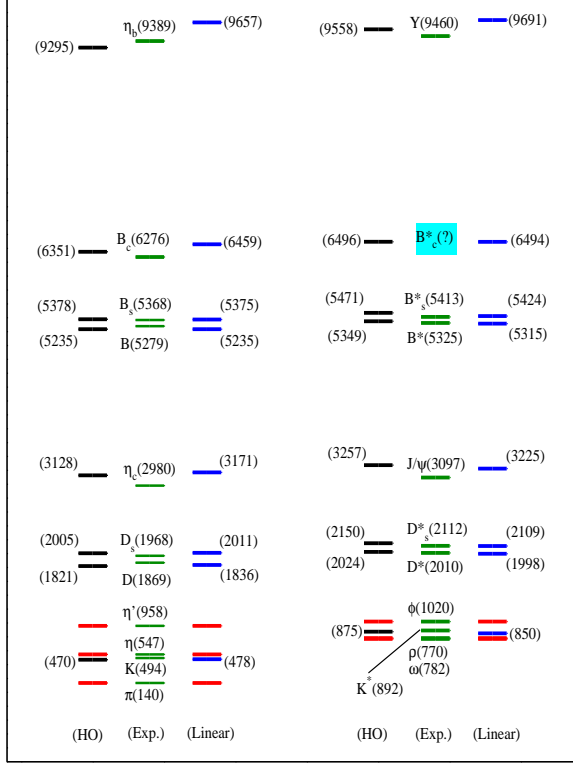 η_b(9389) (9657) Υ(9460) (9691)
(9295) (9558)
B_c(6276) B*_c(?)
(6351) (6459) (6496) (6494)
(5378) B_s(5368) (5375) (5471) B*_s(5413) (5424)
(5235) B(5279) (5235) (5349) B*(5325) (5315)
(3128) η_c(2980) (3171) (3257) J/ψ(3097) (3225)
(2005) D_s(1968) (2011) (2150) D*_s(2112) (2109)
(1821) D(1869) (1836) (2024) D*(2010) (1998)
η’(958) ϕ(1020)
η(547) (875) (850)
(470) K(494) (478) ρ(770)
π(140) ω(782)
K*(892)
(HO) (Exp.) (Linear) (HO) (Exp.) (Linear)